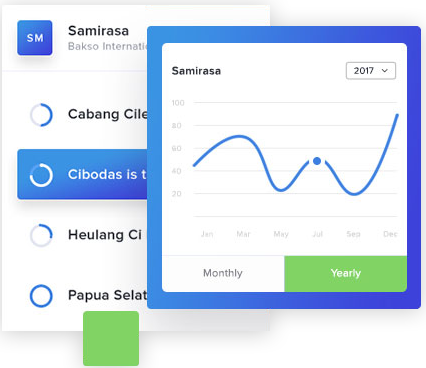 SM
Samirasa
Bakso Internatio
Cabang Cile
Cibodas is t
Heulang Ci
Papua Selat
Samirasa
2017
100
80
60
40
20
Jan Mar May Jul Sep Dec
Monthly
Yearly